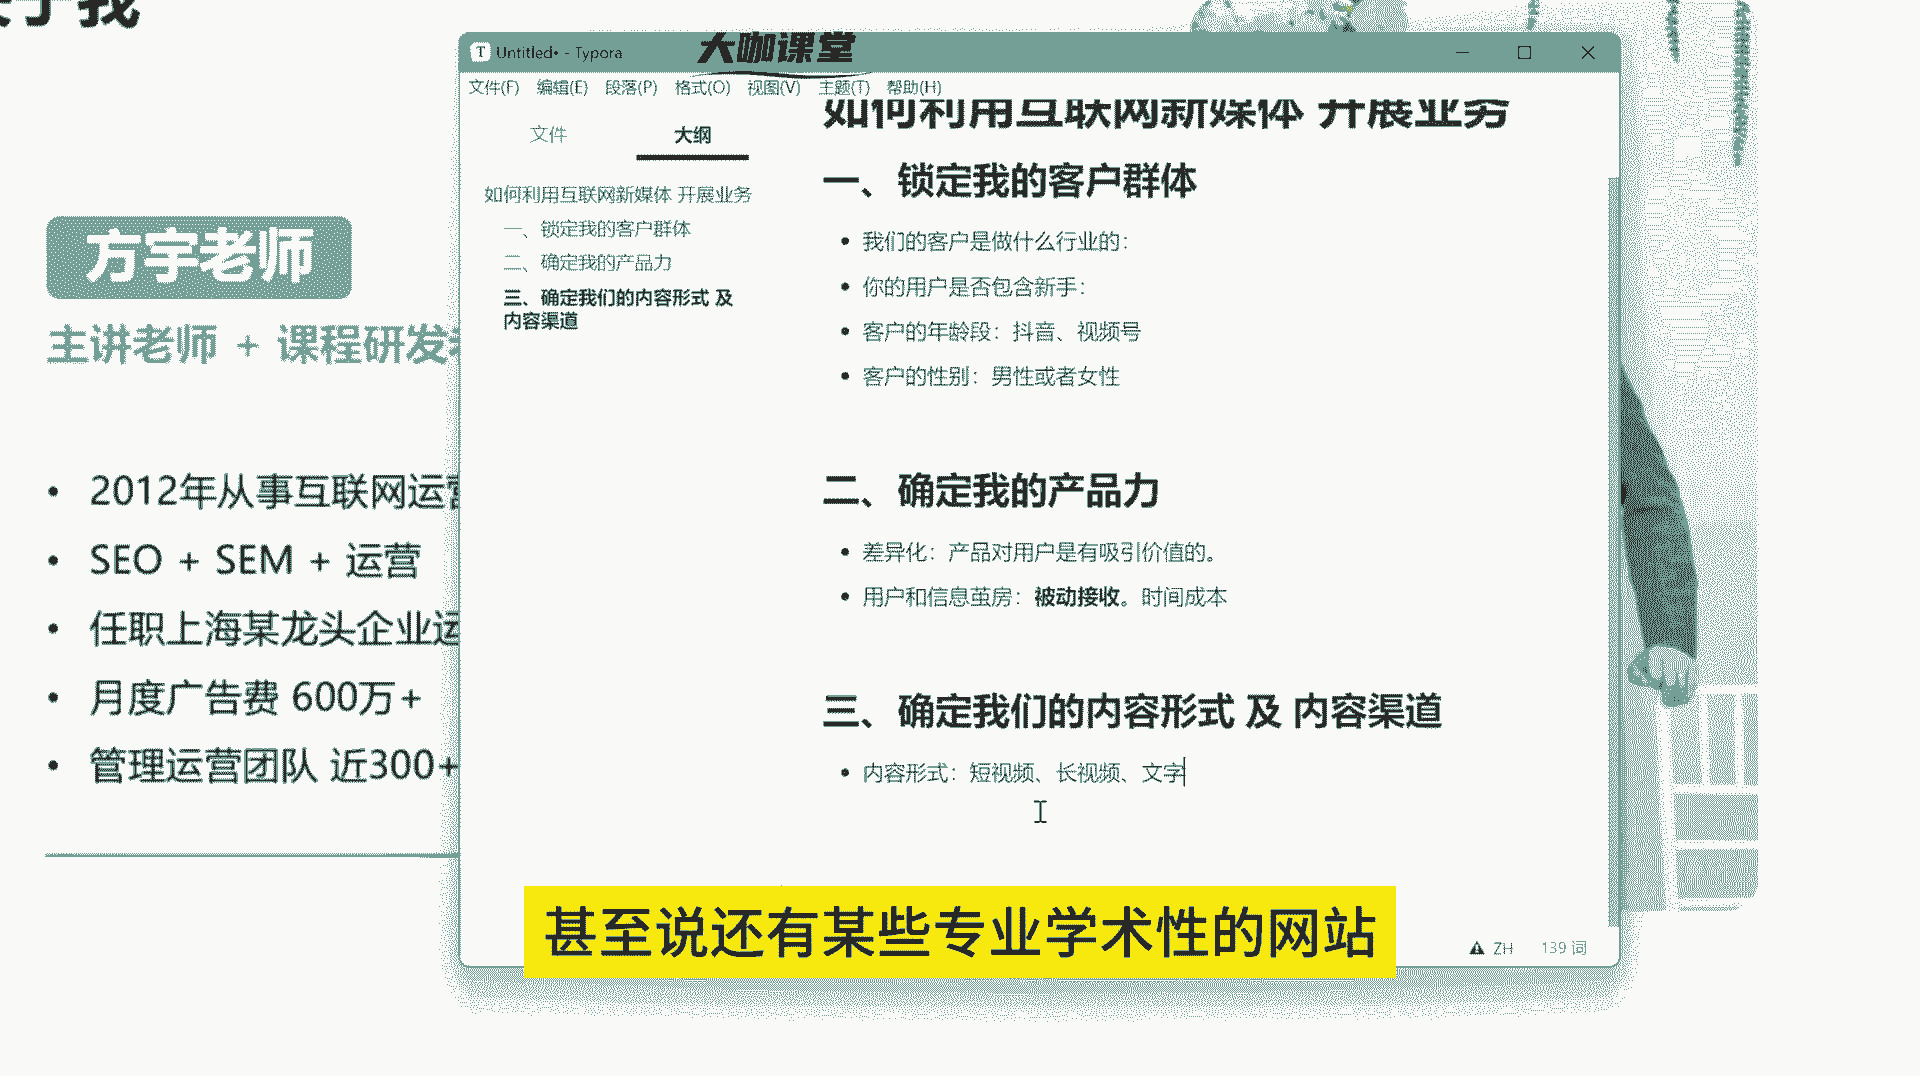 我
方宇老师
主讲老师 + 课程研发
2012年从事互联网运营
SEO + SEM + 运营
任职上海某龙头企业运
月度广告费 600万+
管理运营团队 近300+
Untitled• - Typora
大咖课堂
文件(F) 编辑(E) 段落(P) 格式(O) 视图(V) 主题(T) 帮助(H)
文件 大纲
如何利用互联网新媒体 开展业务
一、锁定我的客户群体
二、确定我的产品力
三、确定我们的内容形式 及
内容渠道
如何利用互联网新媒体 开展业务
一、锁定我的客户群体
我们的客户是做什么行业的：
你的用户是否包含新手：
客户的年龄段：抖音、视频号
客户的性别：男性或者女性
二、确定我的产品力
差异化：产品对用户是有吸引价值的。
用户和信息茧房：被动接收。时间成本
三、确定我们的内容形式 及 内容渠道
内容形式：短视频、长视频、文字
ZH 139 词
甚至说还有某些专业学术性的网站